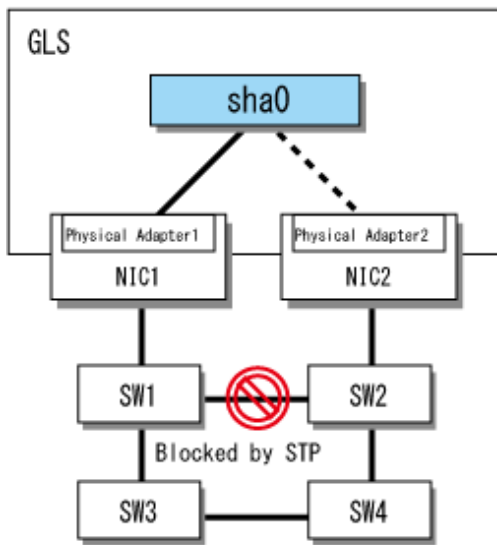 GLS
sha0
Physical Adapter1
Physical Adapter2
NIC1
NIC2
SW1
SW2
Blocked by STP
SW3
SW4